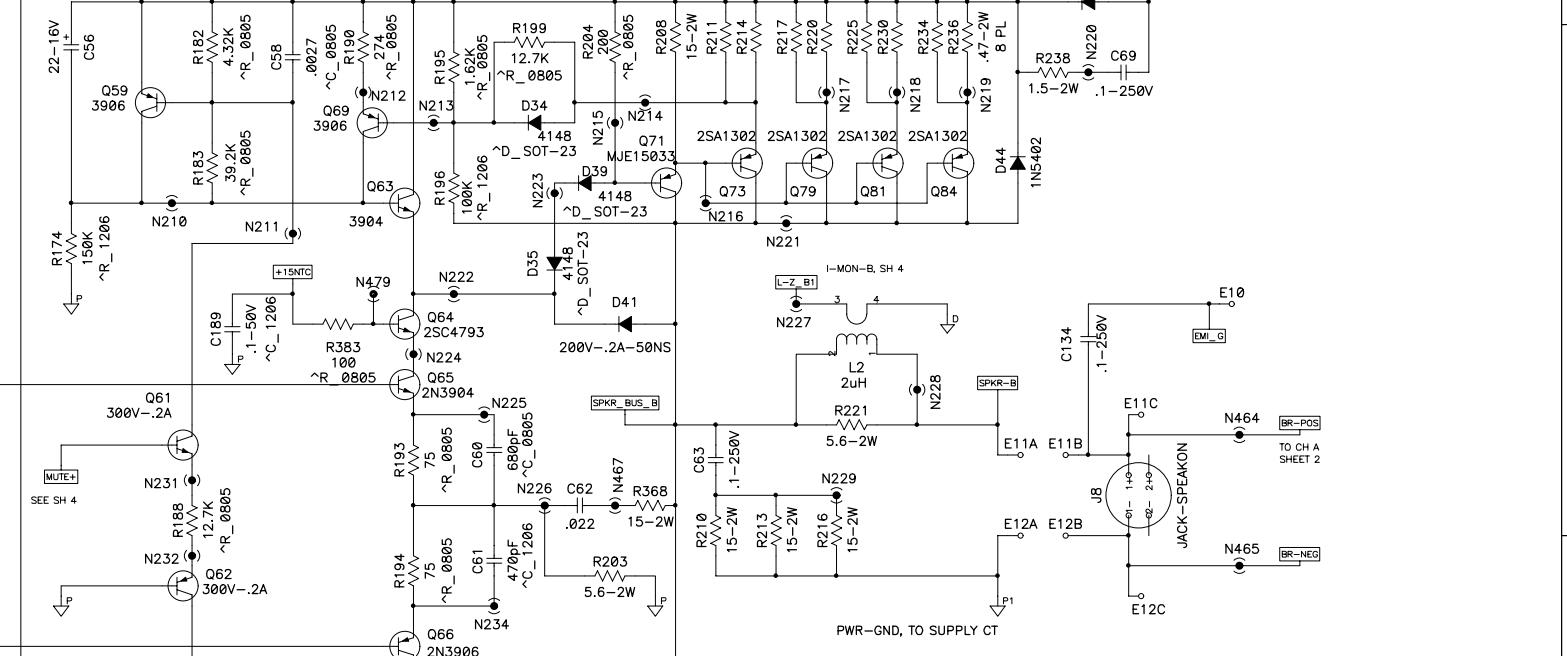 22-16V
+
C56
R182
4.32K
^R_0805
C58
.0027
^C_0805
R190
274
^R_0805
R195
1.62K
^R_0805
R199
12.7K
^R_0805
R204
200
^R_0805
R208
15-2W
R211
R214
R217
R220
R225
R230
R234
R236
.47-2W
8 PL
N220
R238
1.5-2W
C69
.1-250V
Q59
3906
N212
Q69
3906
N213
D34
4148
^D_SOT-23
N215
N214
N217
N218
N219
Q71
MJE15033
2SA1302
2SA1302
2SA1302
2SA1302
D44
1N5402
R183
39.2K
^R_0805
Q63
3904
R196
100K
^R_1206
N223
D39
4148
^D_SOT-23
Q73
Q79
Q81
Q84
N210
N216
N211
N221
R174
150K
^R_1206
P
+15NTC
N479
N222
D35
4148
^D_SOT-23
I-MON-B, SH 4
L-Z_B1
3
4
N227
D
E10
C189
.1-50V
^C_1206
P
Q64
2SC4793
D41
200V-.2A-50NS
R383
100
^R_0805
N224
Q65
2N3904
2
1
L2
2uH
N228
C134
.1-250V
EMI_G
Q61
300V-.2A
N225
SPKR_BUS_B
R221
5.6-2W
SPKR-B
E11C
N464
BR-POS
TO CH A
SHEET 2
E11A
E11B
MUTE+
SEE SH 4
N231
R193
75
^R_0805
C60
680pF
^C_0805
C63
.1-250V
N226
C62
.022
N467
R368
15-2W
N229
J8
1+
2+
1-
2-
JACK-SPEAKON
R188
12.7K
^R_0805
R210
15-2W
R213
15-2W
R216
15-2W
E12A
E12B
N232
Q62
300V-.2A
R194
75
^R_0805
C61
470pF
^C_1206
R203
5.6-2W
N465
BR-NEG
P
P
P1
E12C
N234
Q66
2N3906
PWR-GND, TO SUPPLY CT